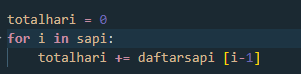 totalhari = 0
for i in sapi:
    totalhari += daftarsapi [i-1]